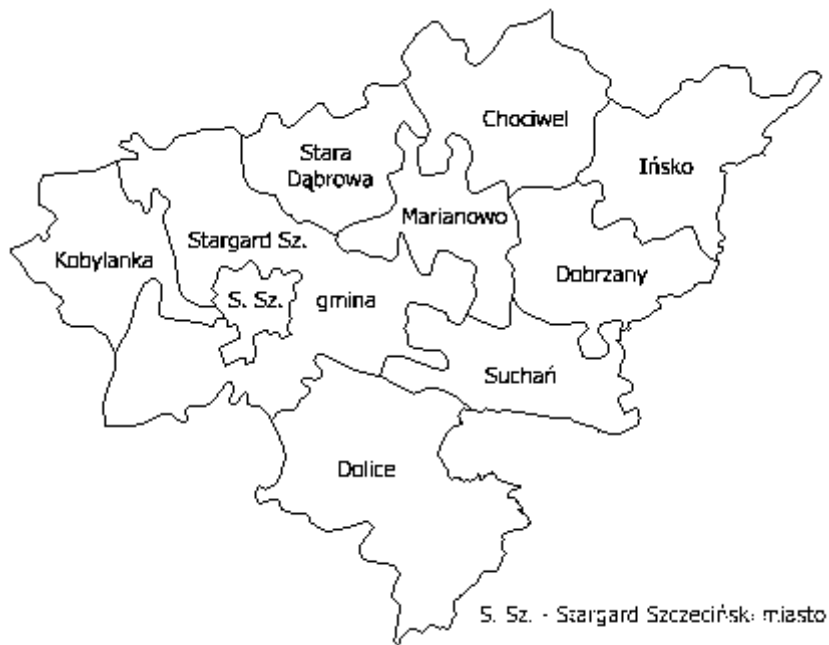 Chociwel
Stara
Dąbrowa
Ińsko
Marianowo
Stargard Sz.
Kobylanka
Dobrzany
S. Sz.
gmina
Suchań
Dolice
S. Sz. - Stargard Szczeciński miasto